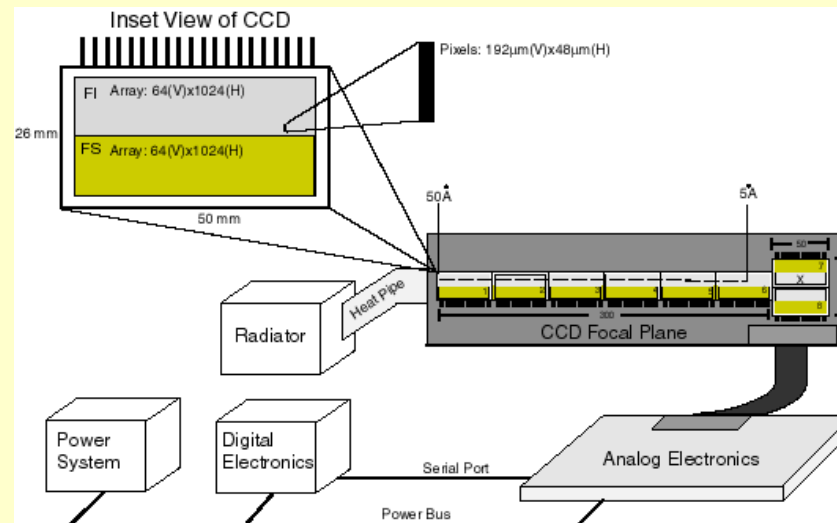 Inset View of CCD
Pixels: 192μm(V)x48μm(H)
FI Array: 64(V)x1024(H)
26 mm
FS Array: 64(V)x1024(H)
50 mm
50Å
5Å
50
7
X
8
1 2 3 4 5 6
300
CCD Focal Plane
Heat Pipe
Radiator
Power
System
Digital
Electronics
Serial Port
Analog Electronics
Power Bus